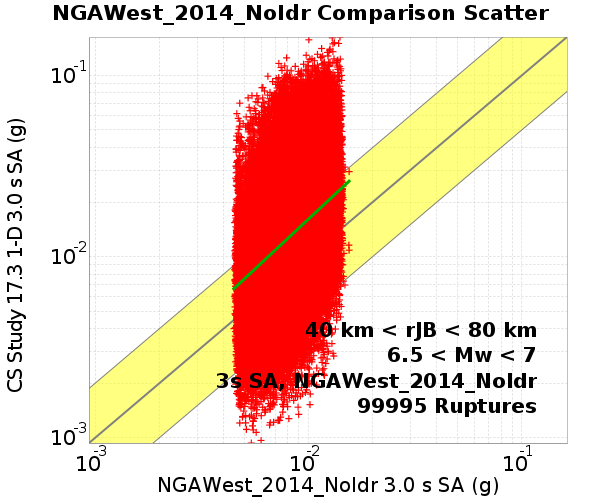 NGAWest_2014_NoIdr Comparison Scatter
CS Study 17.3 1-D 3.0 s SA (g)
10-1
10-2
10-3
40 km < rJB < 80 km
6.5 < Mw < 7
3s SA, NGAWest_2014_NoIdr
99995 Ruptures
10-3
10-2
10-1
NGAWest_2014_NoIdr 3.0 s SA (g)